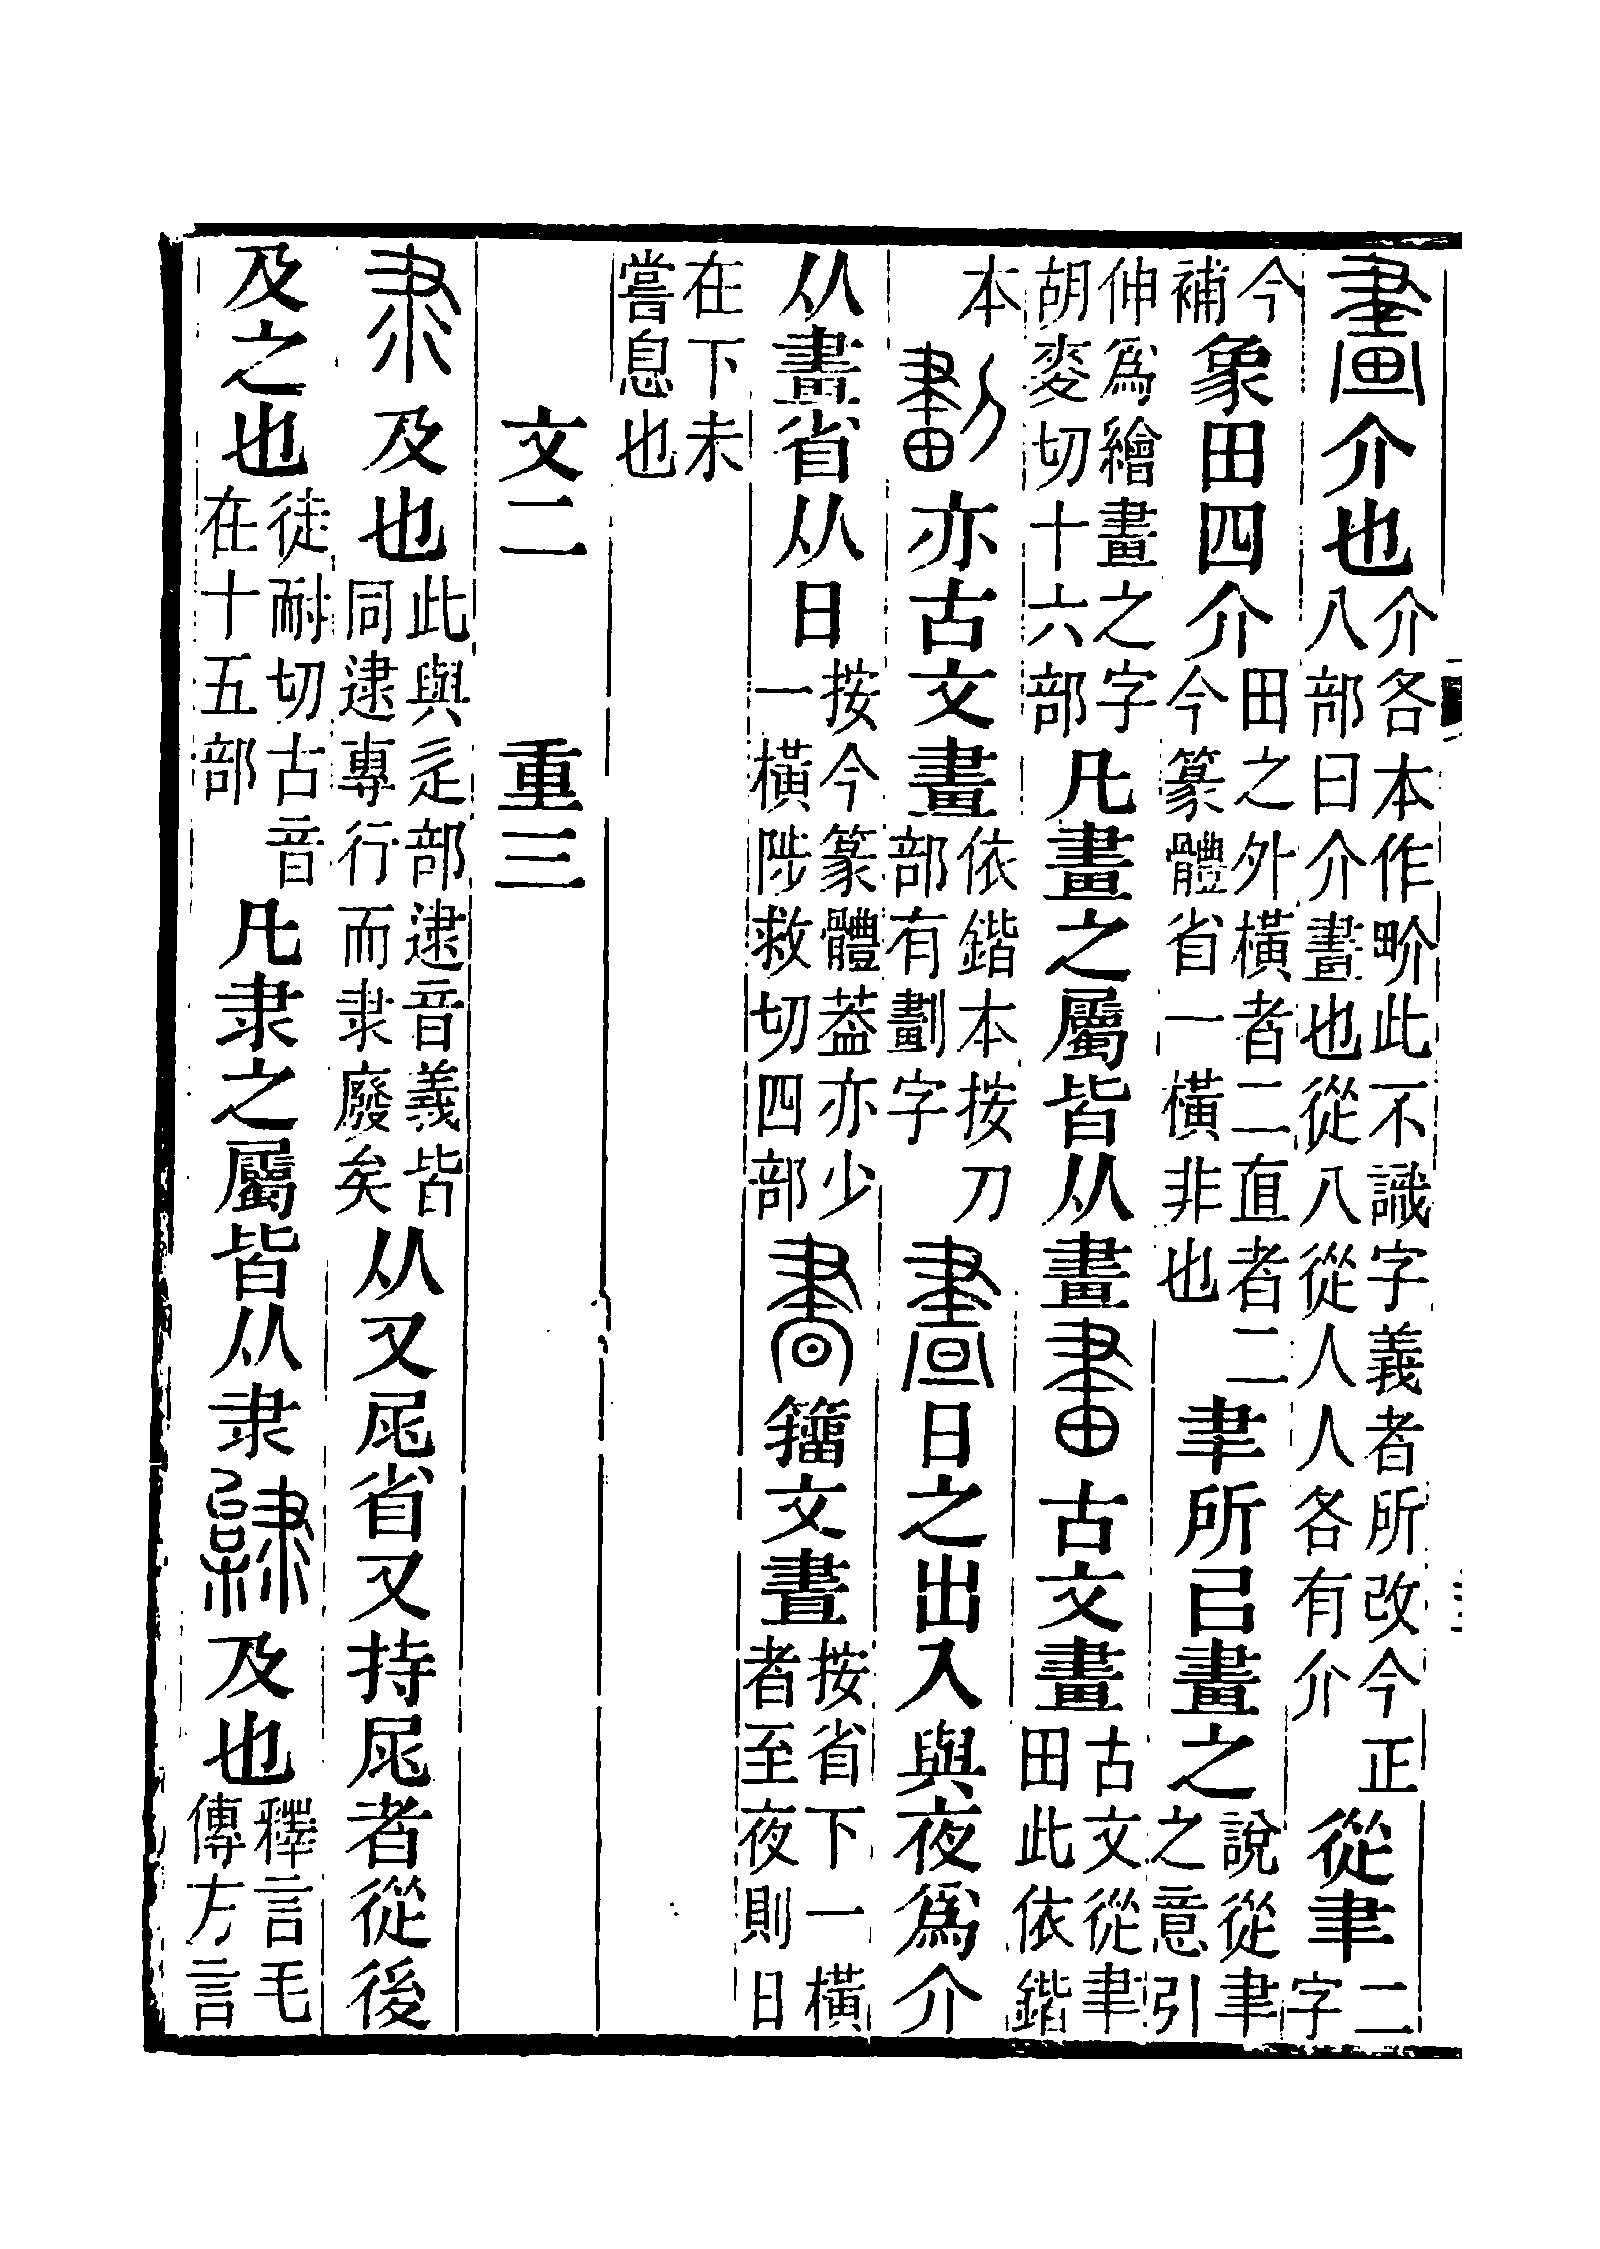 畫介也介各本作畍此不識字義者所改今正八部曰介畫也從八從人人各有介從聿二字
今補象田四介田之外橫者二直者二今篆體省一橫非也聿所㠯畫之說從聿之意引
伸爲繪畫之字胡麥切十六部凡畫之屬皆从畫𤰶古文畫古文從聿田此依鍇
本劃亦古文畫依鍇本按刀部有劃字晝日之出入與夜爲介
从畫省从日按今篆體葢亦少一橫陟救切四部籒文晝按省下一橫者至夜則日
在下未嘗息也
文二　重三
隶及也此與辵部逮音義皆同逮專行而隶廢矣从又尾省又持尾者從後
及之也徒耐切古音在十五部凡隶之屬皆从隶𨽿及也釋言毛傳方言